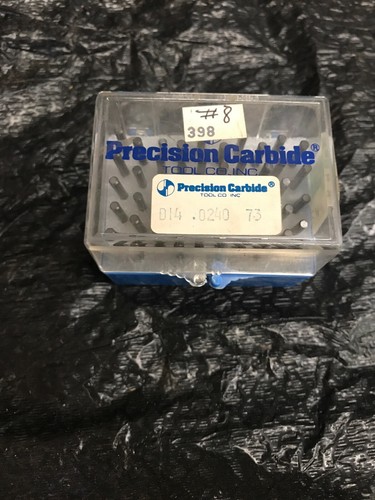 #8
398
Precision Carbide®
TOOL CO. INC.
Precision Carbide®
TOOL CO. INC.
D14 .0240 73